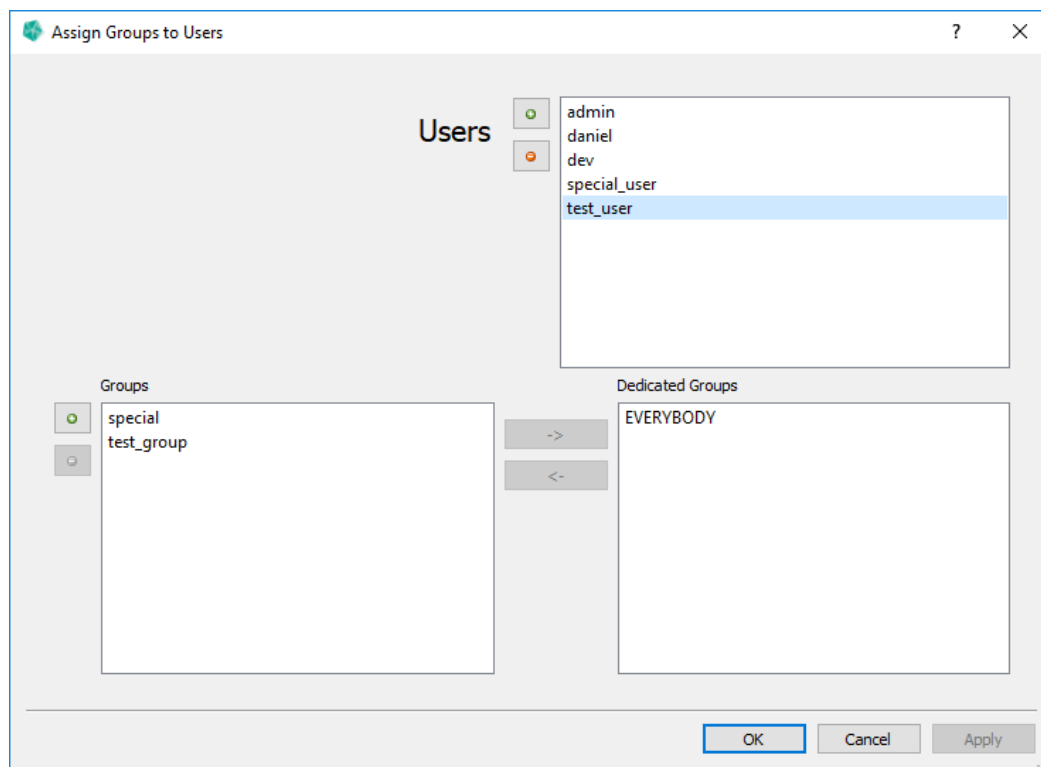 Assign Groups to Users
?
Users
admin
daniel
dev
special_user
test_user
Groups
special
test_group
->
<-
Dedicated Groups
EVERYBODY
OK
Cancel
Apply